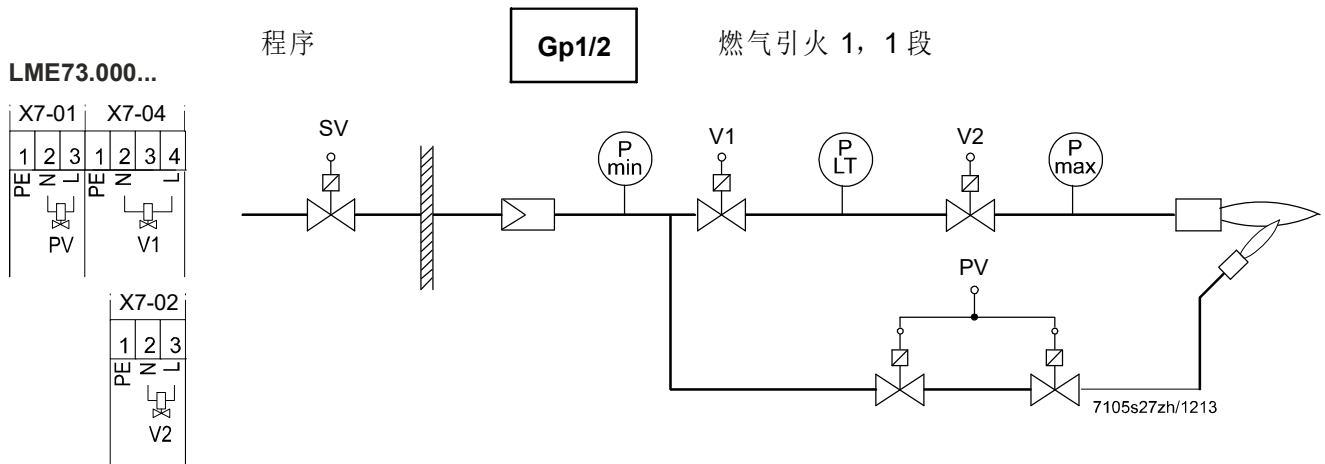 程序
Gp1/2
燃气引火 1，1 段
LME73.000...
X7-01 X7-04
1 2 3 1 2 3 4
PE N L PE N L
PV V1
X7-02
1 2 3
PE N L
V2
SV
P min
V1
P LT
V2
P max
PV
7105s27zh/1213